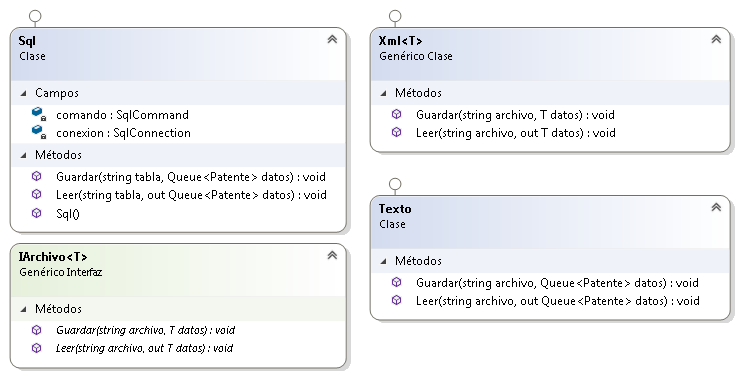 Sql
Clase
Campos
comando : SqlCommand
conexion : SqlConnection
Métodos
Guardar(string tabla, Queue<Patente> datos) : void
Leer(string tabla, out Queue<Patente> datos) : void
Sql()
IArchivo<T>
Genérico Interfaz
Métodos
Guardar(string archivo, T datos) : void
Leer(string archivo, out T datos) : void
Xml<T>
Genérico Clase
Métodos
Guardar(string archivo, T datos) : void
Leer(string archivo, out T datos) : void
Texto
Clase
Métodos
Guardar(string archivo, Queue<Patente> datos) : void
Leer(string archivo, out Queue<Patente> datos) : void